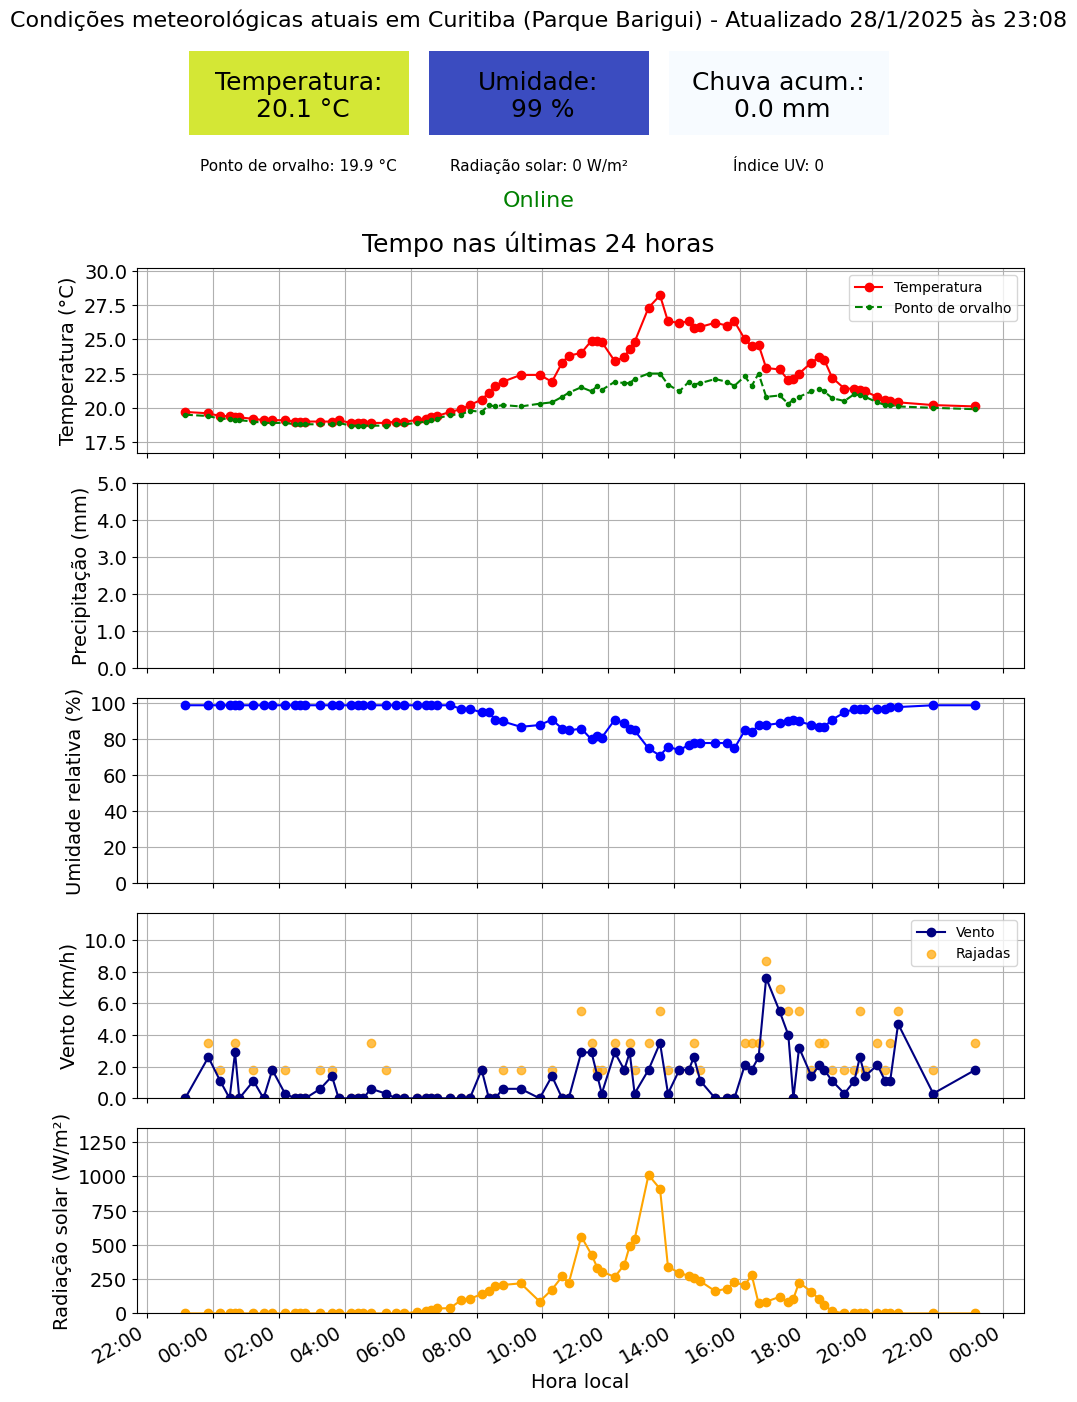 Condições meteorológicas atuais em Curitiba (Parque Barigui) - Atualizado 28/1/2025 às 23:08
Temperatura:
20.1 °C
Umidade:
99 %
Chuva acum.:
0.0 mm
Ponto de orvalho: 19.9 °C
Radiação solar: 0 W/m²
Índice UV: 0
Online
Tempo nas últimas 24 horas
Temperatura (°C)
30.0
27.5
25.0
22.5
20.0
17.5
Temperatura
Ponto de orvalho
Precipitação (mm)
5.0
4.0
3.0
2.0
1.0
0.0
Umidade relativa (%)
100
80
60
40
20
0
Vento (km/h)
10.0
8.0
6.0
4.0
2.0
0.0
Vento
Rajadas
Radiação solar (W/m²)
1250
1000
750
500
250
0
22:00 00:00 02:00 04:00 06:00 08:00 10:00 12:00 14:00 16:00 18:00 20:00 22:00 00:00
Hora local